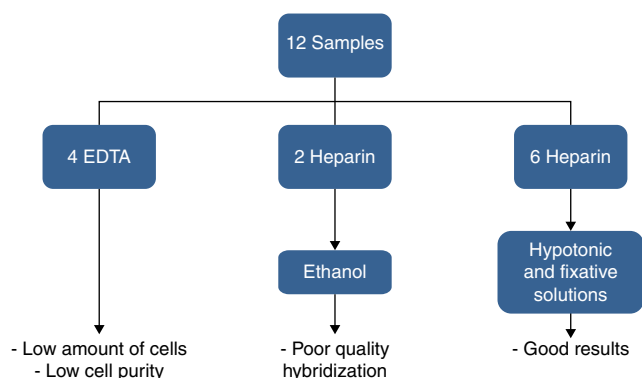 12 Samples
4 EDTA
2 Heparin
6 Heparin
Ethanol
Hypotonic
and fixative
solutions
- Low amount of cells
- Low cell purity
- Poor quality
hybridization
- Good results